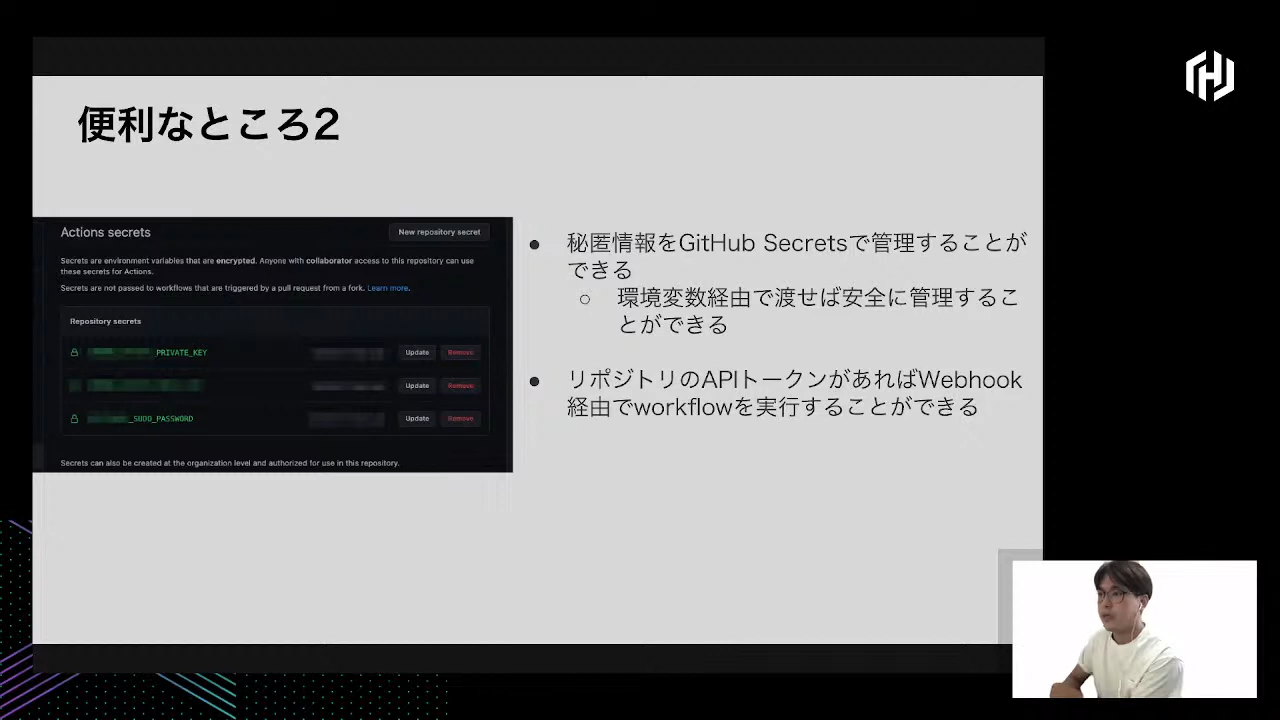 便利なところ2
Actions secrets
New repository secret
Secrets are environment variables that are encrypted. Anyone with collaborator access to this repository can use
these secrets for Actions.
Secrets are not passed to workflows that are triggered by a pull request from a fork. Learn more.
Repository secrets
_PRIVATE_KEY
Update
Remove
Update
Remove
_SUDO_PASSWORD
Update
Remove
Secrets can also be created at the organization level and authorized for use in this repository.
● 秘匿情報をGitHub Secretsで管理することが
できる
○ 環境変数経由で渡せば安全に管理するこ
とができる
● リポジトリのAPIトークンがあればWebhook
経由でworkflowを実行することができる